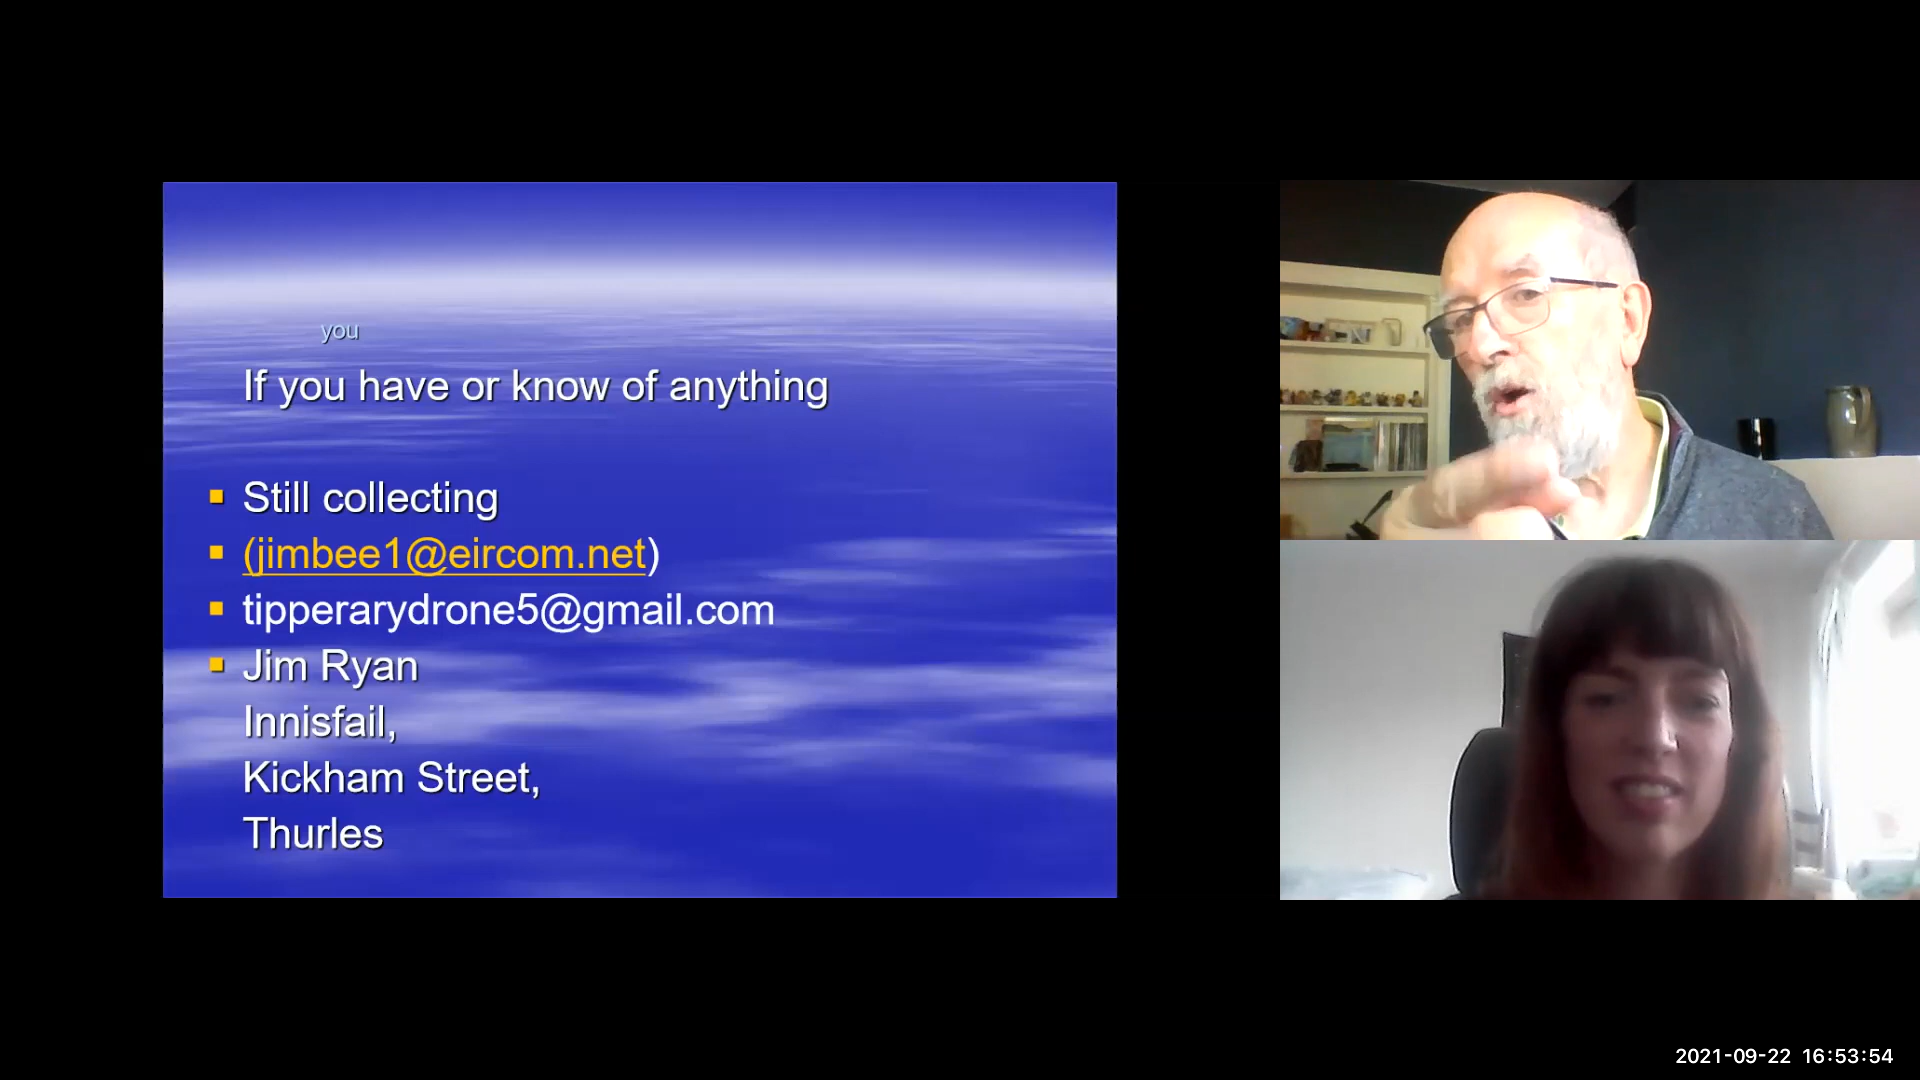 you
If you have or know of anything
Still collecting
(jimbee1@eircom.net)
tipperarydrone5@gmail.com
Jim Ryan
Innisfail,
Kickham Street,
Thurles
2021-09-22 16:53:54